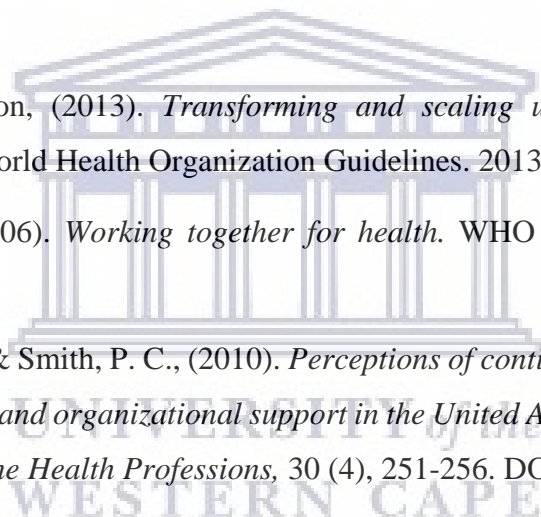 on, (2013). Transforming and scaling u
orld Health Organization Guidelines. 2013
06). Working together for health. WHO
& Smith, P. C., (2010). Perceptions of conti
and organizational support in the United A
UNIVERSITY of the
ne Health Professions, 30 (4), 251-256. DO
WESTERN CAPE